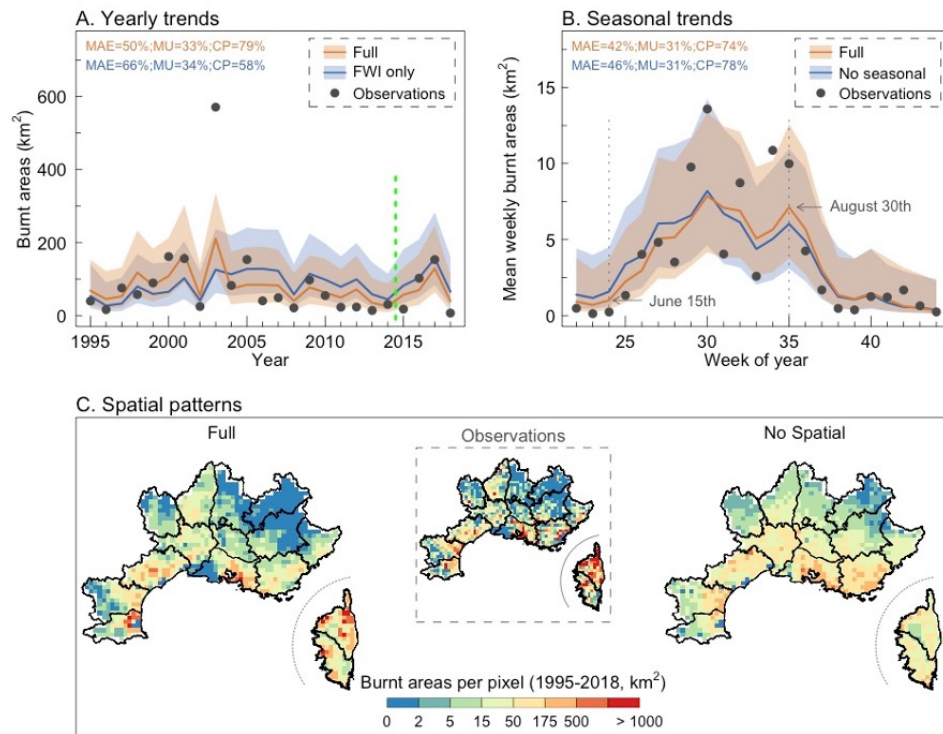 A. Yearly trends
MAE=50%;MU=33%;CP=79%
MAE=66%;MU=34%;CP=58%
Full
FWI only
Observations
Burnt areas (km²)
600
400
200
0
1995
2000
2005
2010
2015
Year
B. Seasonal trends
MAE=42%;MU=31%;CP=74%
MAE=46%;MU=31%;CP=78%
Full
No seasonal
Observations
Mean weekly burnt areas (km²)
15
10
5
0
August 30th
June 15th
25
30
35
40
Week of year
C. Spatial patterns
Full
Observations
No Spatial
Burnt areas per pixel (1995-2018, km²)
0 2 5 15 50 175 500 > 1000